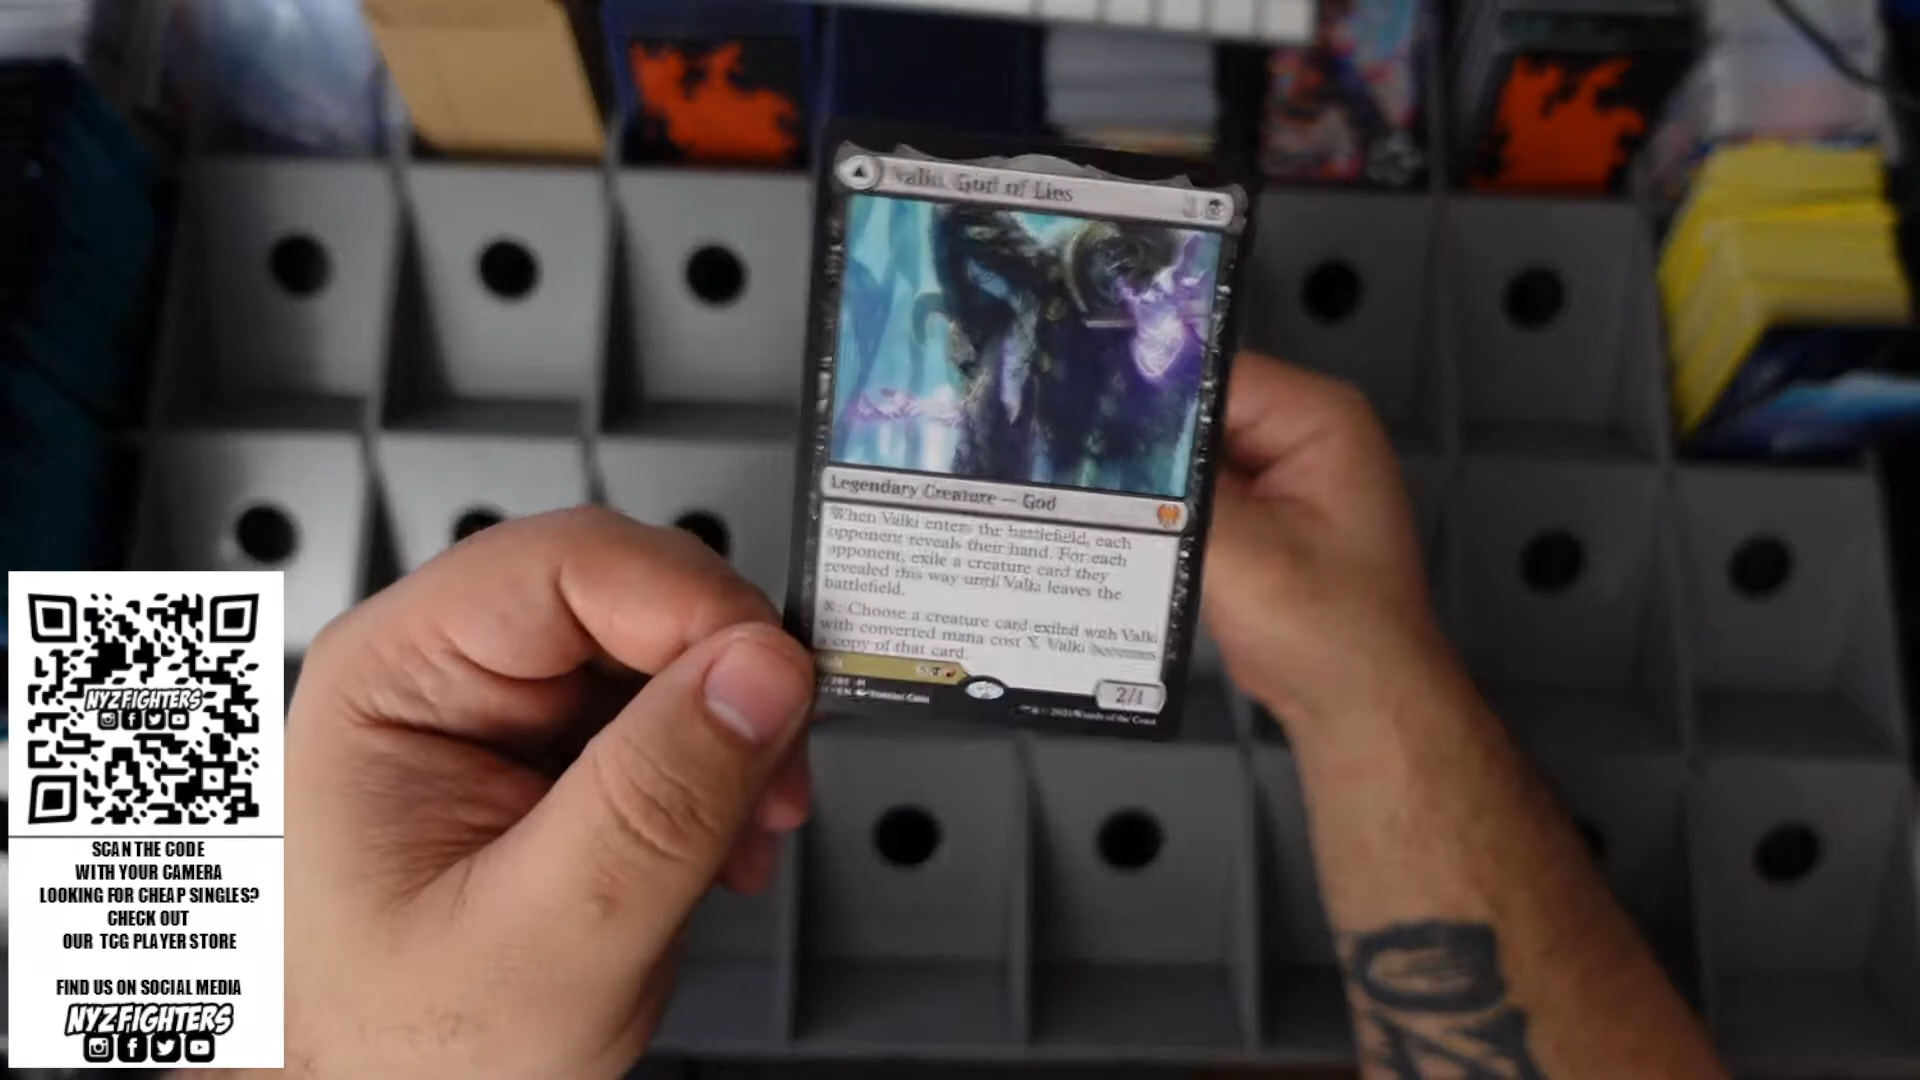 Valki, God of Lies
Legendary Creature — God
When Valki enters the battlefield, each
opponent reveals their hand. For each
opponent, exile a creature card they
revealed this way until Valki leaves the
battlefield.
X: Choose a creature card exiled with Valki
with converted mana cost X. Valki becomes
a copy of that card.
2/1
NYZFIGHTERS
SCAN THE CODE
WITH YOUR CAMERA
LOOKING FOR CHEAP SINGLES?
CHECK OUT
OUR TCG PLAYER STORE
FIND US ON SOCIAL MEDIA
NYZFIGHTERS